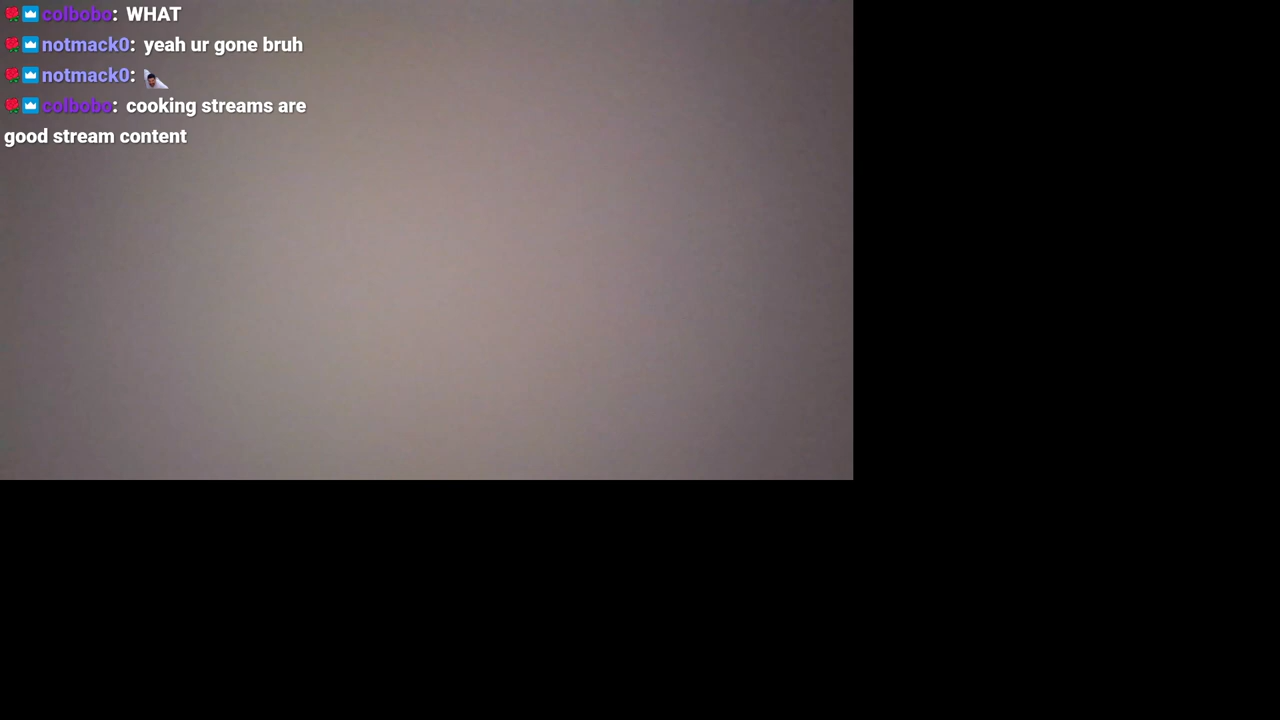 colbobo: WHAT
notmack0: yeah ur gone bruh
notmack0:
colbobo: cooking streams are
good stream content